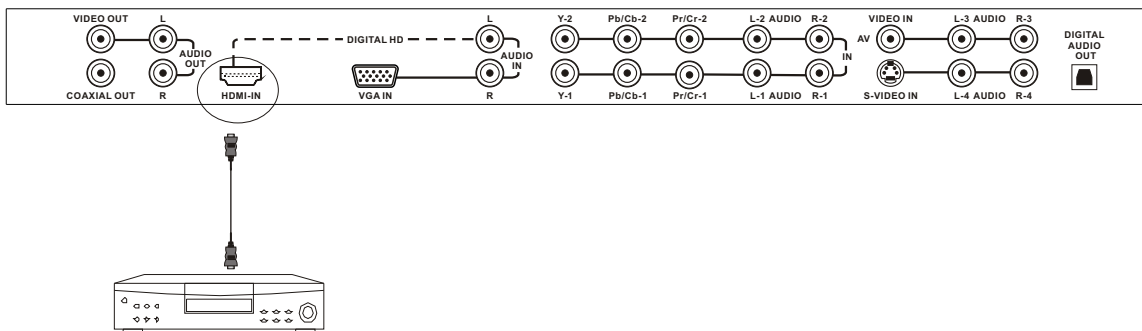 VIDEO OUT
L
AUDIO
OUT
COAXIAL OUT
R
DIGITAL HD
HDMI-IN
VGA IN
L
AUDIO
IN
R
Y-2
Pb/Cb-2
Pr/Cr-2
L-2 AUDIO R-2
IN
Y-1
Pb/Cb-1
Pr/Cr-1
L-1 AUDIO R-1
VIDEO IN
L-3 AUDIO R-3
AV
S-VIDEO IN
L-4 AUDIO R-4
DIGITAL
AUDIO
OUT